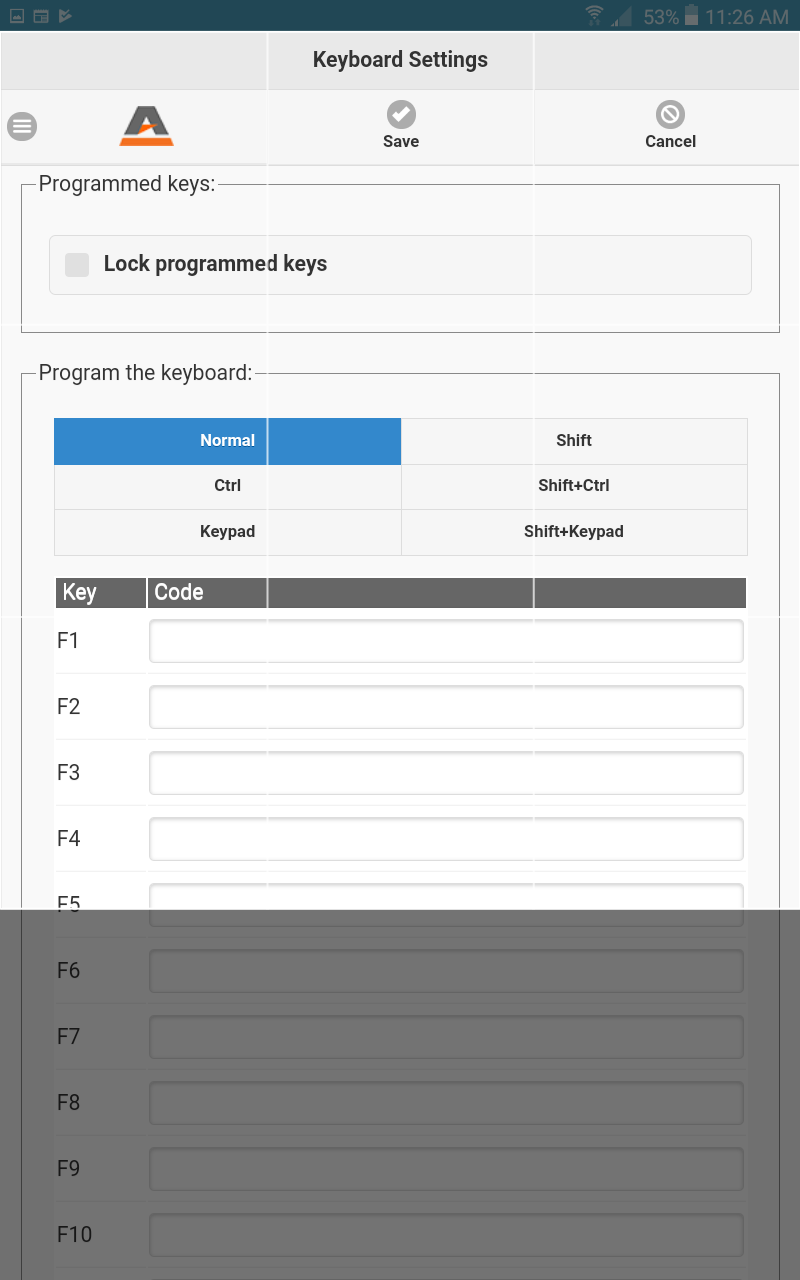 53% 11:26 AM
Keyboard Settings
Save
Cancel
Programmed keys:
Lock programmed keys
Program the keyboard:
Normal
Shift
Ctrl
Shift+Ctrl
Keypad
Shift+Keypad
Key Code
F1
F2
F3
F4
F5
F6
F7
F8
F9
F10